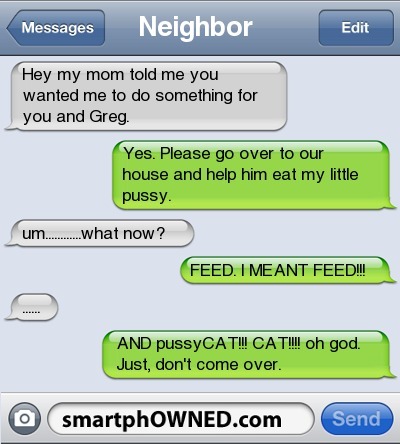 Messages
Neighbor
Edit
Hey my mom told me you
wanted me to do something for
you and Greg.
Yes. Please go over to our
house and help him eat my little
pussy.
um............what now?
FEED. I MEANT FEED!!!
......
AND pussyCAT!!! CAT!!!! oh god.
Just, don't come over.
smartphOWNED.com
Send